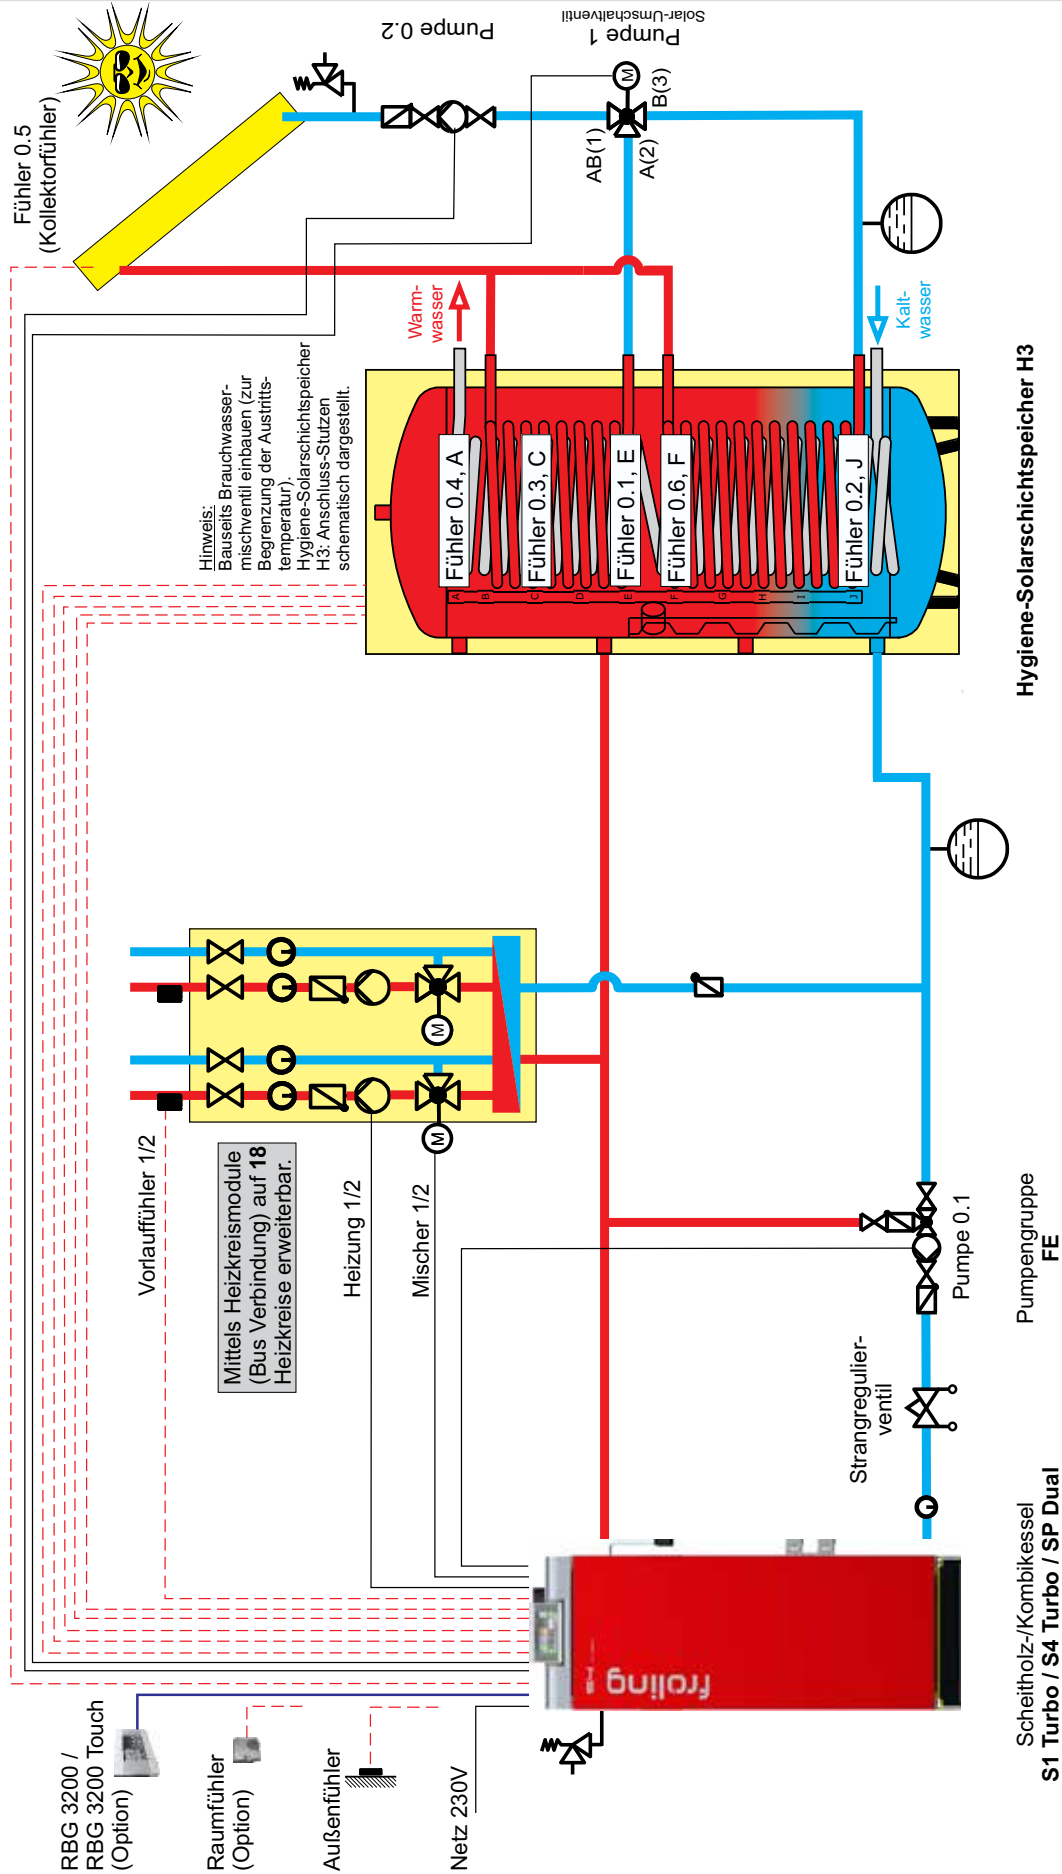 Fühler 0.5
(Kollektorfühler)
Pumpe 0.2
Pumpe 1
Solar-Umschaltventil
M
AB(1)
B(3)
A(2)
Warm-
wasser
Kalt-
wasser
Hinweis:
Bauseits Brauchwasser-
mischventil einbauen (zur
Begrenzung der Austritts-
temperatur).
Hygiene-Solarschichtspeicher
H3: Anschluss-Stutzen
schematisch dargestellt.
Fühler 0.4, A
Fühler 0.3, C
Fühler 0.1, E
Fühler 0.6, F
Fühler 0.2, J
A
B
C
D
E
F
G
H
I
J
Hygiene-Solarschichtspeicher H3
M
M
Vorlauffühler 1/2
Mittels Heizkreismodule
(Bus Verbindung) auf 18
Heizkreise erweiterbar.
Heizung 1/2
Mischer 1/2
Pumpe 0.1
Pumpengruppe
FE
Strangregulier-
ventil
froling
Scheitholz-/Kombikessel
S1 Turbo / S4 Turbo / SP Dual
RBG 3200 /
RBG 3200 Touch
(Option)
Raumfühler
(Option)
Außenfühler
Netz 230V